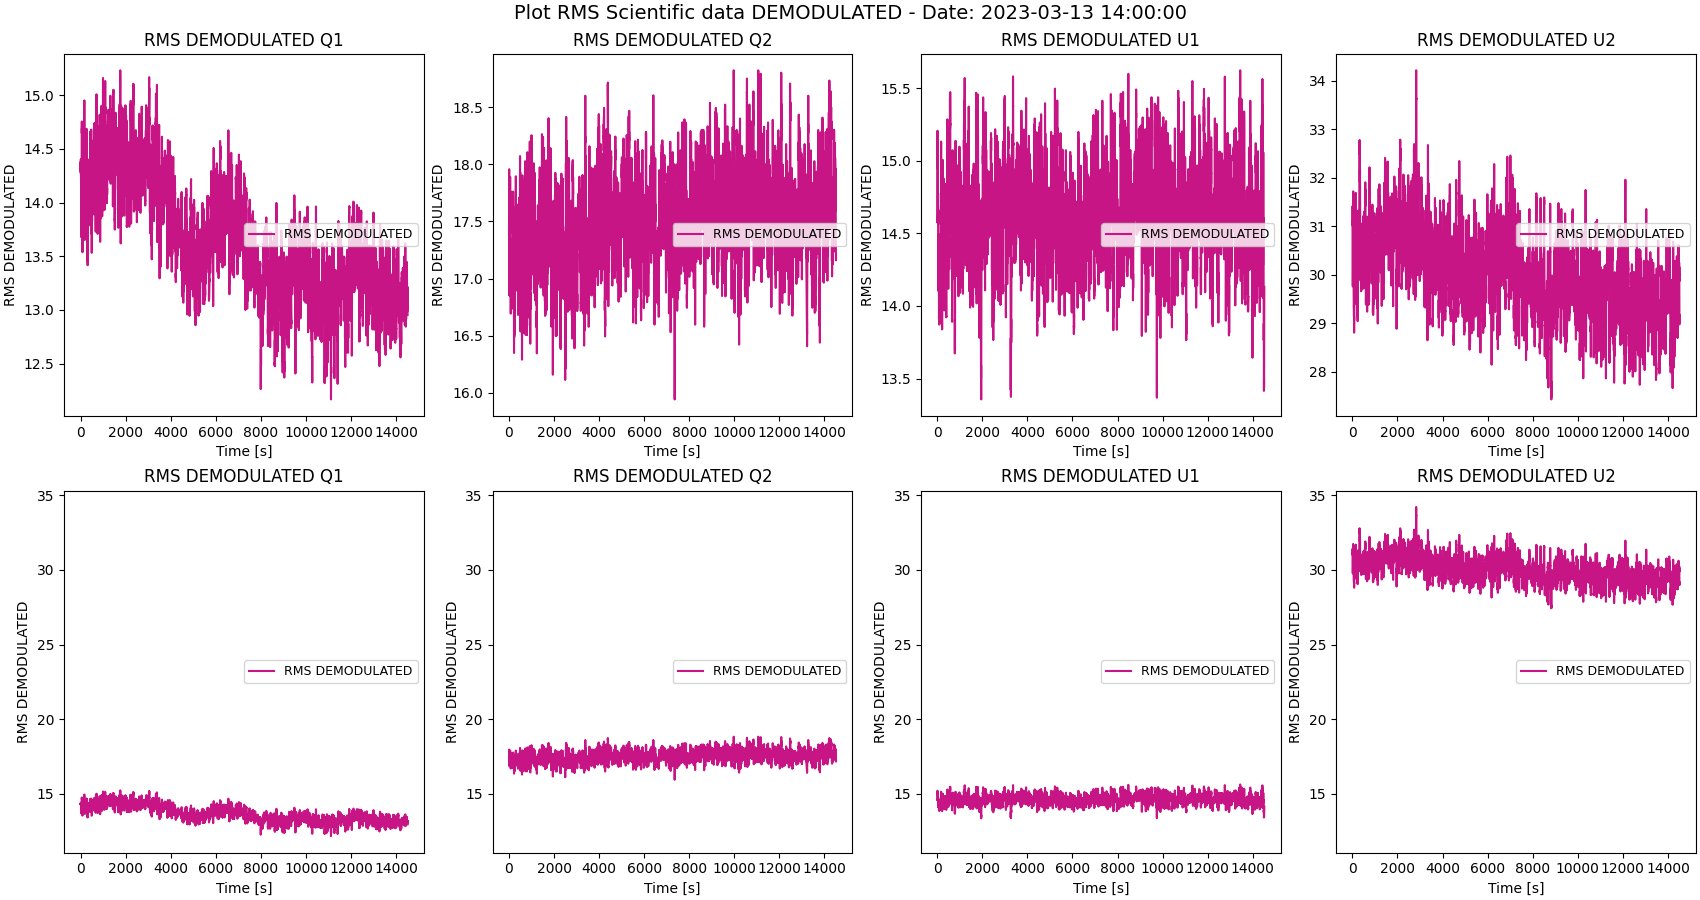 Plot RMS Scientific data DEMODULATED - Date: 2023-03-13 14:00:00
RMS DEMODULATED Q1
RMS DEMODULATED
15.0
14.5
14.0
13.5
13.0
12.5
RMS DEMODULATED
0 2000 4000 6000 8000 10000 12000 14000
Time [s]
RMS DEMODULATED Q2
RMS DEMODULATED
18.5
18.0
17.5
17.0
16.5
16.0
RMS DEMODULATED
0 2000 4000 6000 8000 10000 12000 14000
Time [s]
RMS DEMODULATED U1
RMS DEMODULATED
15.5
15.0
14.5
14.0
13.5
RMS DEMODULATED
0 2000 4000 6000 8000 10000 12000 14000
Time [s]
RMS DEMODULATED U2
RMS DEMODULATED
34
33
32
31
30
29
28
RMS DEMODULATED
0 2000 4000 6000 8000 10000 12000 14000
Time [s]
RMS DEMODULATED Q1
RMS DEMODULATED
35
30
25
20
15
RMS DEMODULATED
0 2000 4000 6000 8000 10000 12000 14000
Time [s]
RMS DEMODULATED Q2
RMS DEMODULATED
35
30
25
20
15
RMS DEMODULATED
0 2000 4000 6000 8000 10000 12000 14000
Time [s]
RMS DEMODULATED U1
RMS DEMODULATED
35
30
25
20
15
RMS DEMODULATED
0 2000 4000 6000 8000 10000 12000 14000
Time [s]
RMS DEMODULATED U2
RMS DEMODULATED
35
30
25
20
15
RMS DEMODULATED
0 2000 4000 6000 8000 10000 12000 14000
Time [s]